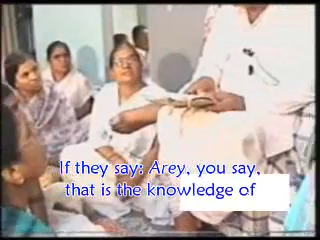 If they say: Arey, you say,
that is the knowledge of